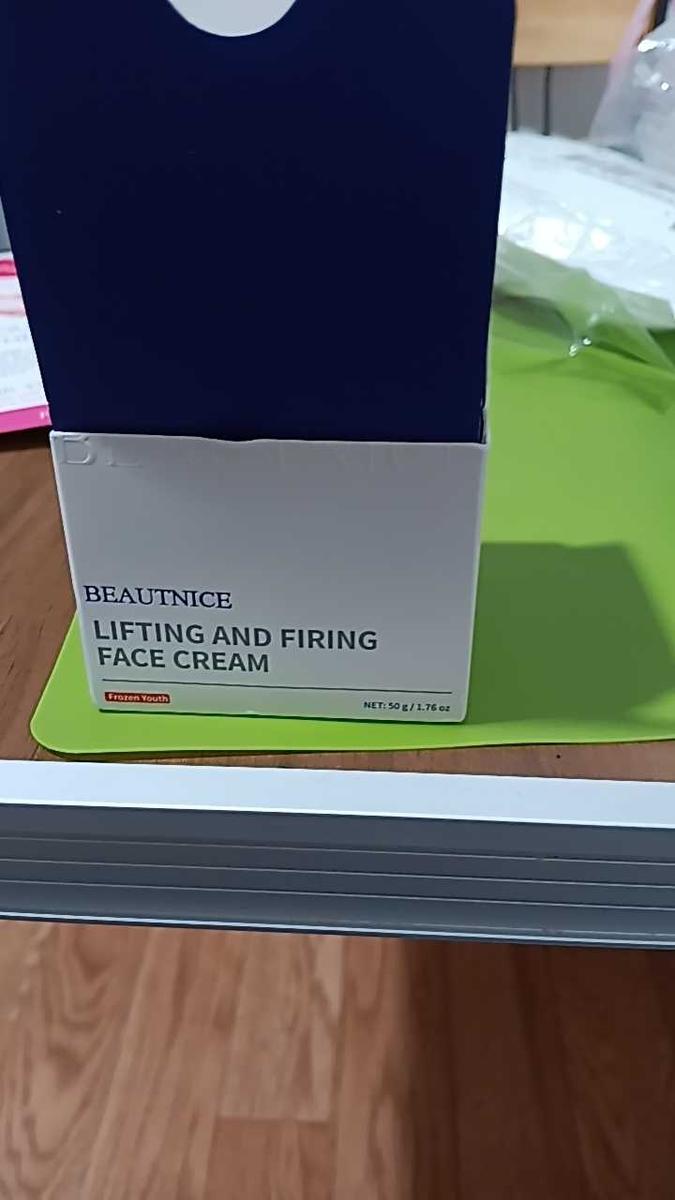 BEAUTNICE
LIFTING AND FIRING
FACE CREAM
Frozen Youth
NET: 50 g / 1.76 oz